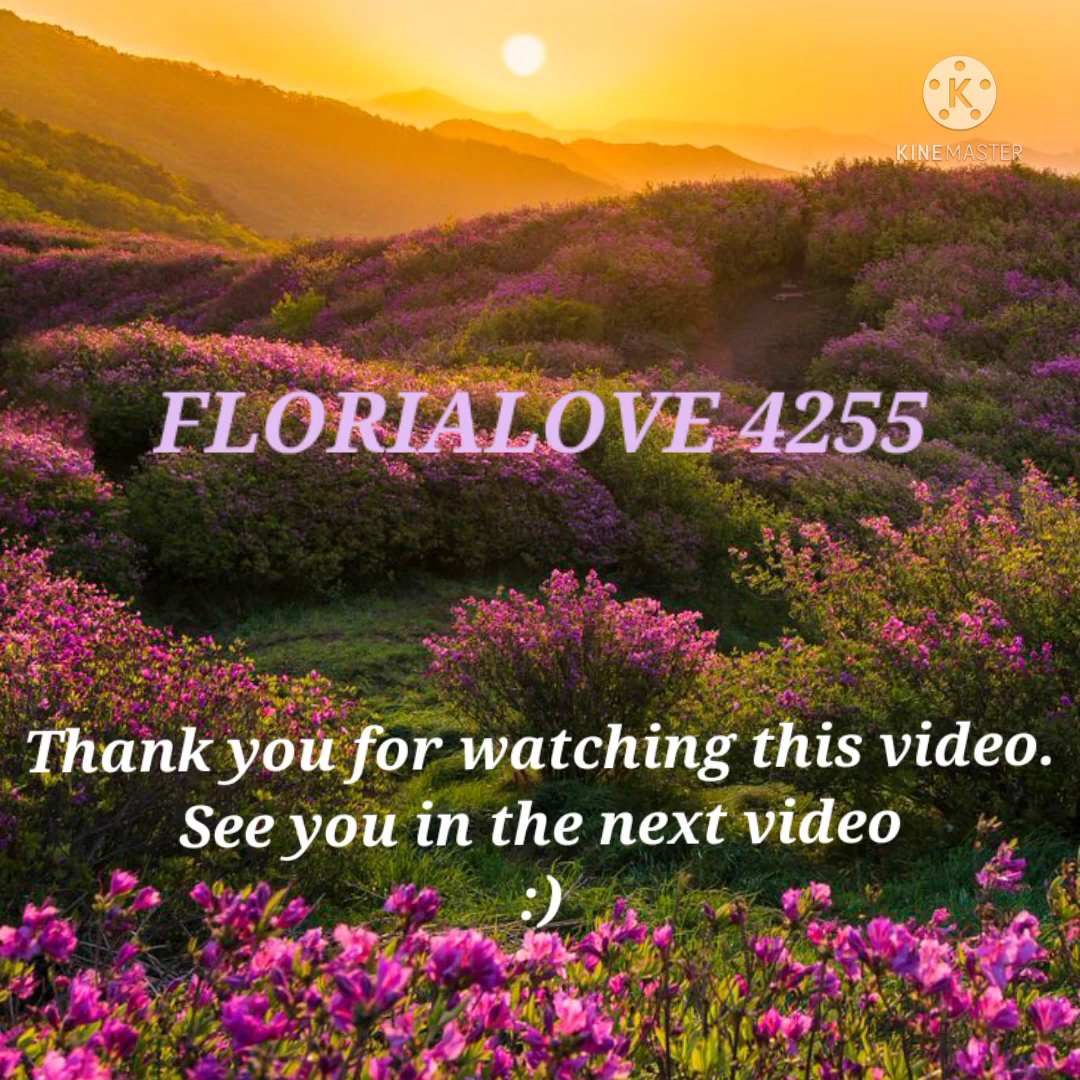 K
KINEMASTER
FLORIALOVE 4255
Thank you for watching this video.
See you in the next video
:)